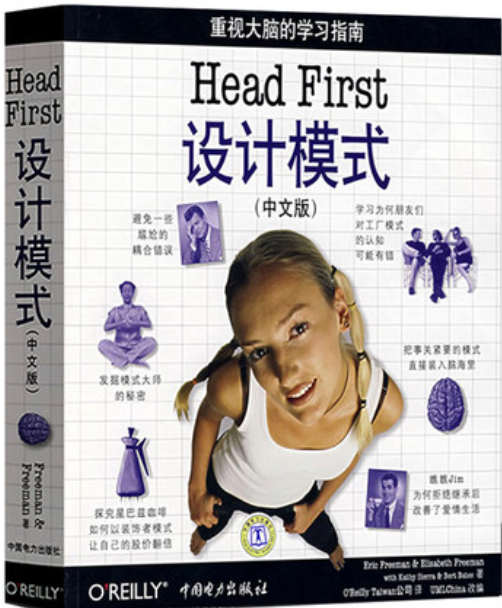 重视大脑的学习指南
Head First
设计模式
(中文版)
避免一些
尴尬的
耦合错误
学习为何朋友们
对工厂模式
的认知
可能有错
发掘模式大师
的秘密
把事关紧要的模式
直接装入脑海里
探究星巴兹咖啡
如何以装饰者模式
让自己的股价翻倍
瞧瞧Jim
为何拒绝继承后
改善了爱情生活
Eric Freeman & Elisabeth Freeman
with Kathy Sierra & Bert Bates 著
O'Reilly Taiwan公司 译 UMLChina 改编
O'REILLY®
中国电力出版社
Head
First
设计模式
(中文版)
Freeman &
Freeman 著
中国电力出版社
O'REILLY